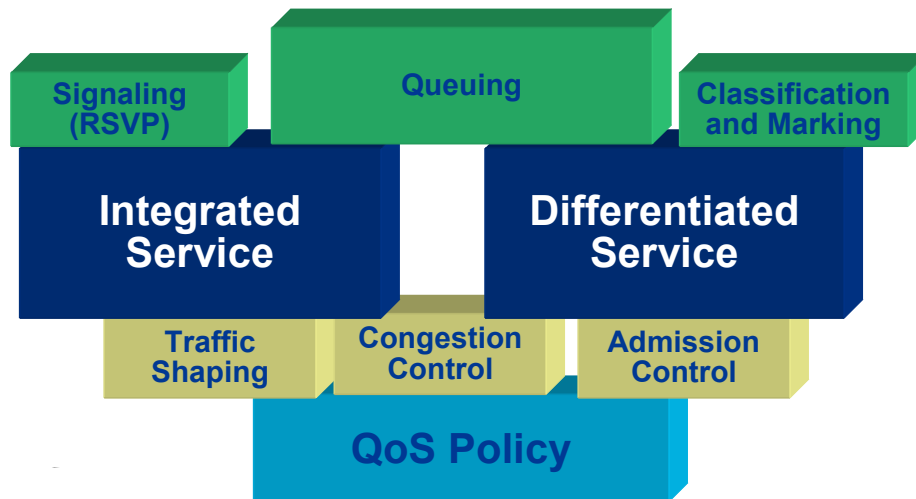 Signaling
(RSVP)
Queuing
Classification
and Marking
Integrated
Service
Differentiated
Service
Traffic
Shaping
Congestion
Control
Admission
Control
QoS Policy